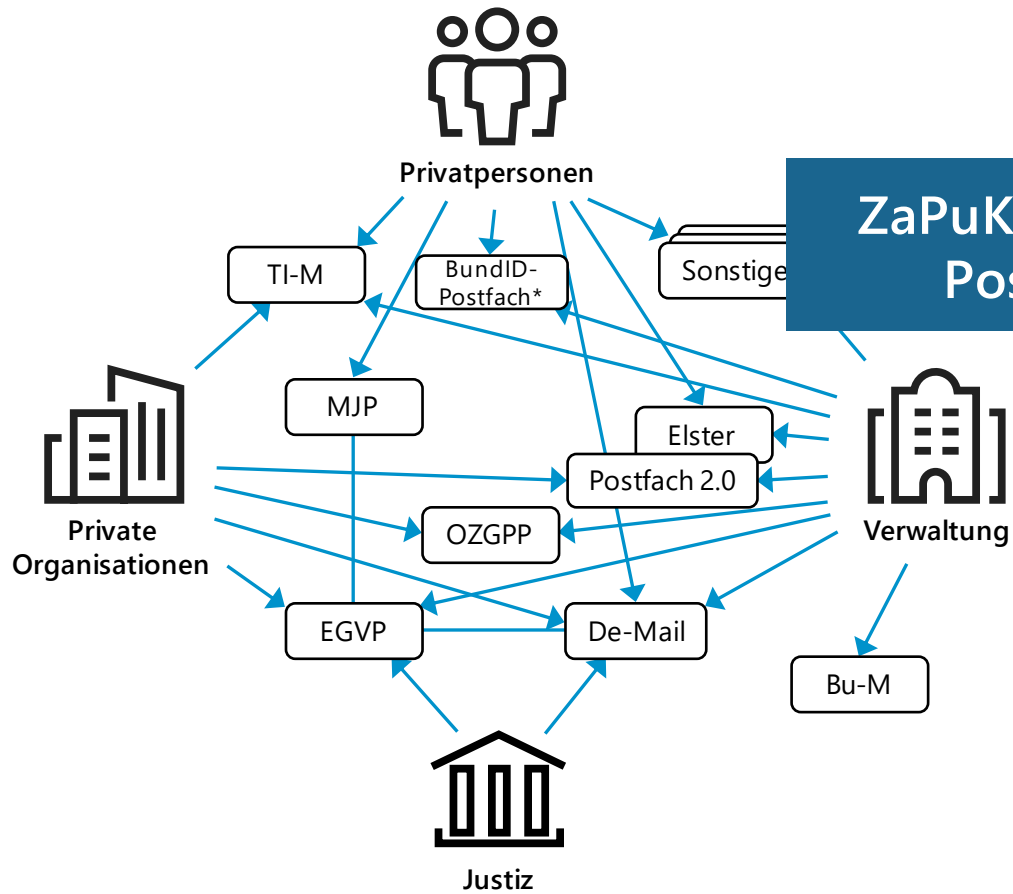 Privatpersonen
ZaPuK
Pos
TI-M
BundID-
Postfach*
Sonstige
MJP
Elster
Postfach 2.0
OZGPP
Private
Organisationen
Verwaltung
EGVP
De-Mail
Bu-M
Justiz